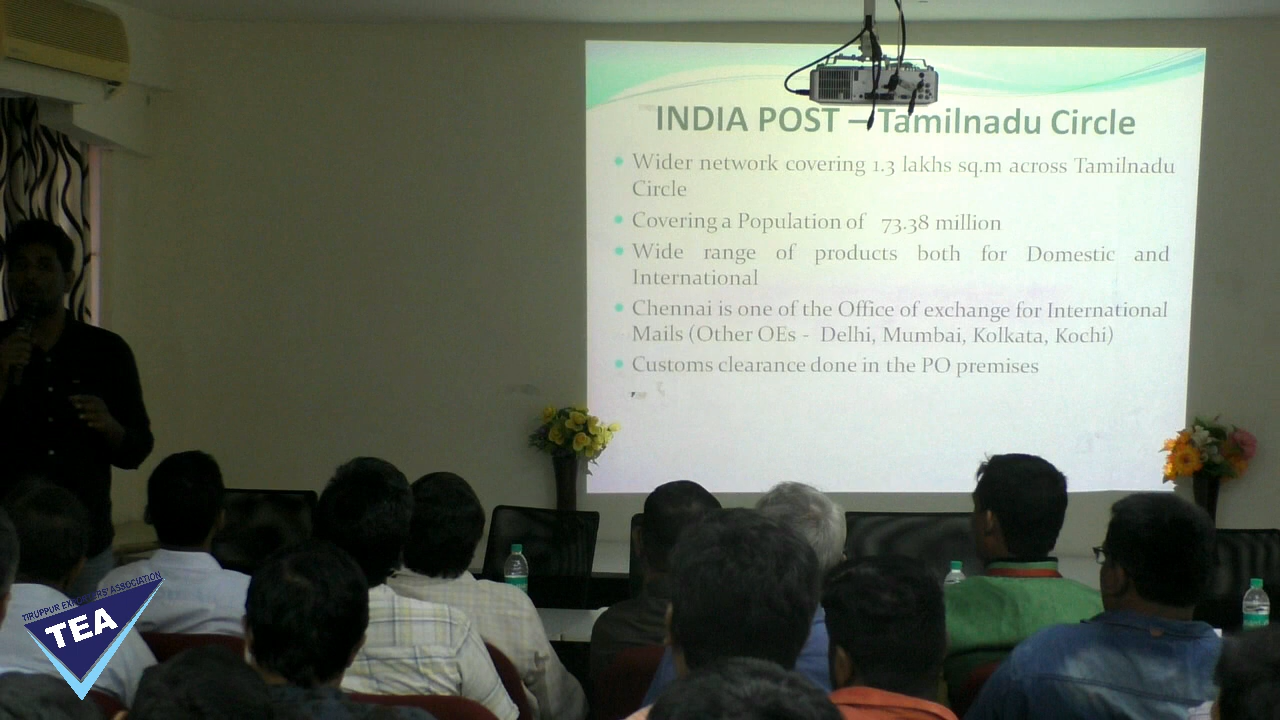 INDIA POST – Tamilnadu Circle
Wider network covering 1.3 lakhs sq.m across Tamilnadu
Circle
Covering a Population of 73.38 million
Wide range of products both for Domestic and
International
Chennai is one of the Office of exchange for International
Mails (Other OEs - Delhi, Mumbai, Kolkata, Kochi)
Customs clearance done in the PO premises
TIRUPPUR EXPORTERS' ASSOCIATION
TEA